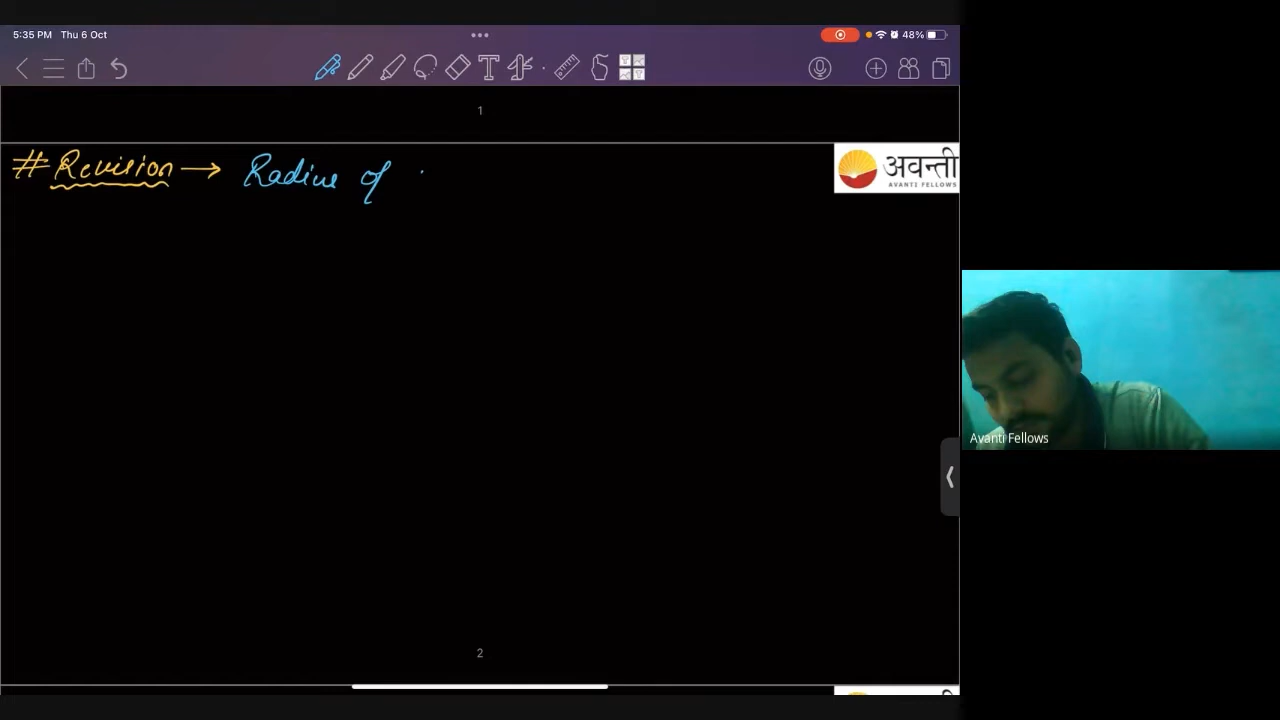 5:35 PM Thu 6 Oct
48%
1
#Revision → Radius of
अवन्ती
AVANTI FELLOWS
Avanti Fellows
2